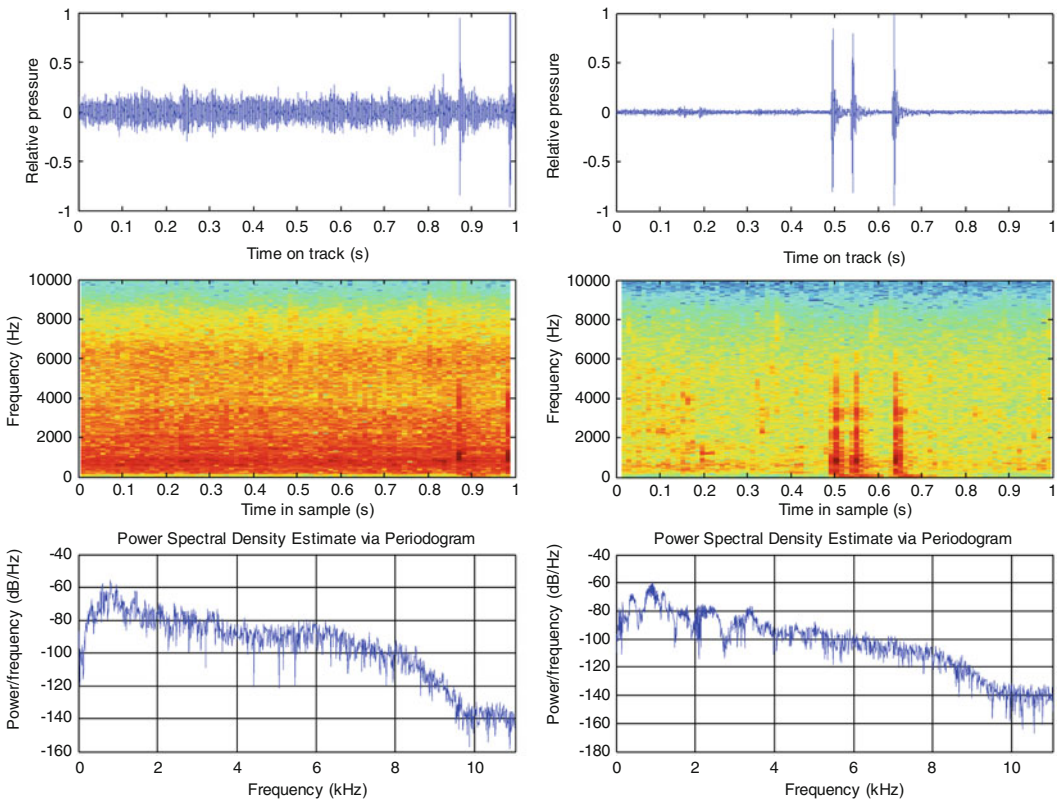 1
0.5
0
-0.5
-1
Relative pressure
0 0.1 0.2 0.3 0.4 0.5 0.6 0.7 0.8 0.9 1
Time on track (s)
1
0.5
0
-0.5
-1
Relative pressure
0 0.1 0.2 0.3 0.4 0.5 0.6 0.7 0.8 0.9 1
Time on track (s)
10000
8000
6000
4000
2000
0
Frequency (Hz)
0 0.1 0.2 0.3 0.4 0.5 0.6 0.7 0.8 0.9 1
Time in sample (s)
10000
8000
6000
4000
2000
0
Frequency (Hz)
0 0.1 0.2 0.3 0.4 0.5 0.6 0.7 0.8 0.9 1
Time in sample (s)
Power Spectral Density Estimate via Periodogram
-40
-60
-80
-100
-120
-140
-160
Power/frequency (dB/Hz)
0 2 4 6 8 10
Frequency (kHz)
Power Spectral Density Estimate via Periodogram
-40
-60
-80
-100
-120
-140
-160
-180
Power/frequency (dB/Hz)
0 2 4 6 8 10
Frequency (kHz)